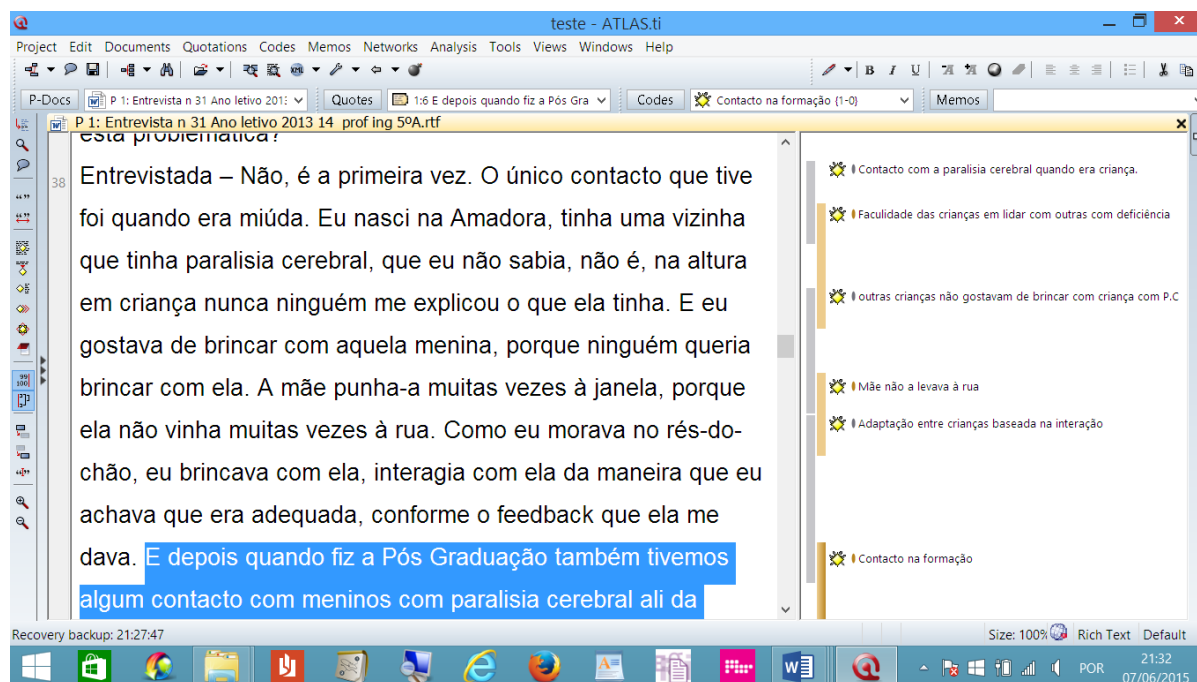 teste - ATLAS.ti
Project Edit Documents Quotations Codes Memos Networks Analysis Tools Views Windows Help
B I U
P-Docs P 1: Entrevista n 31 Ano letivo 201 Quotes 1:6 E depois quando fiz a Pós Gra Codes Contacto na formação {1-0} Memos
P 1: Entrevista n 31 Ano letivo 2013 14 prof ing 5ºA.rtf
esta problemática?
38
Entrevistada – Não, é a primeira vez. O único contacto que tive
foi quando era miúda. Eu nasci na Amadora, tinha uma vizinha
que tinha paralisia cerebral, que eu não sabia, não é, na altura
em criança nunca ninguém me explicou o que ela tinha. E eu
gostava de brincar com aquela menina, porque ninguém queria
brincar com ela. A mãe punha-a muitas vezes à janela, porque
ela não vinha muitas vezes à rua. Como eu morava no rés-do-
chão, eu brincava com ela, interagia com ela da maneira que eu
achava que era adequada, conforme o feedback que ela me
dava. E depois quando fiz a Pós Graduação também tivemos
algum contacto com meninos com paralisia cerebral ali da
Contacto com a paralisia cerebral quando era criança.
Faculidade das crianças em lidar com outras com deficiência
outras crianças não gostavam de brincar com criança com P.C
Mãe não a levava à rua
Adaptação entre crianças baseada na interação
Contacto na formação
Recovery backup: 21:27:47
Size: 100% Rich Text Default
POR
21:32
07/06/2015